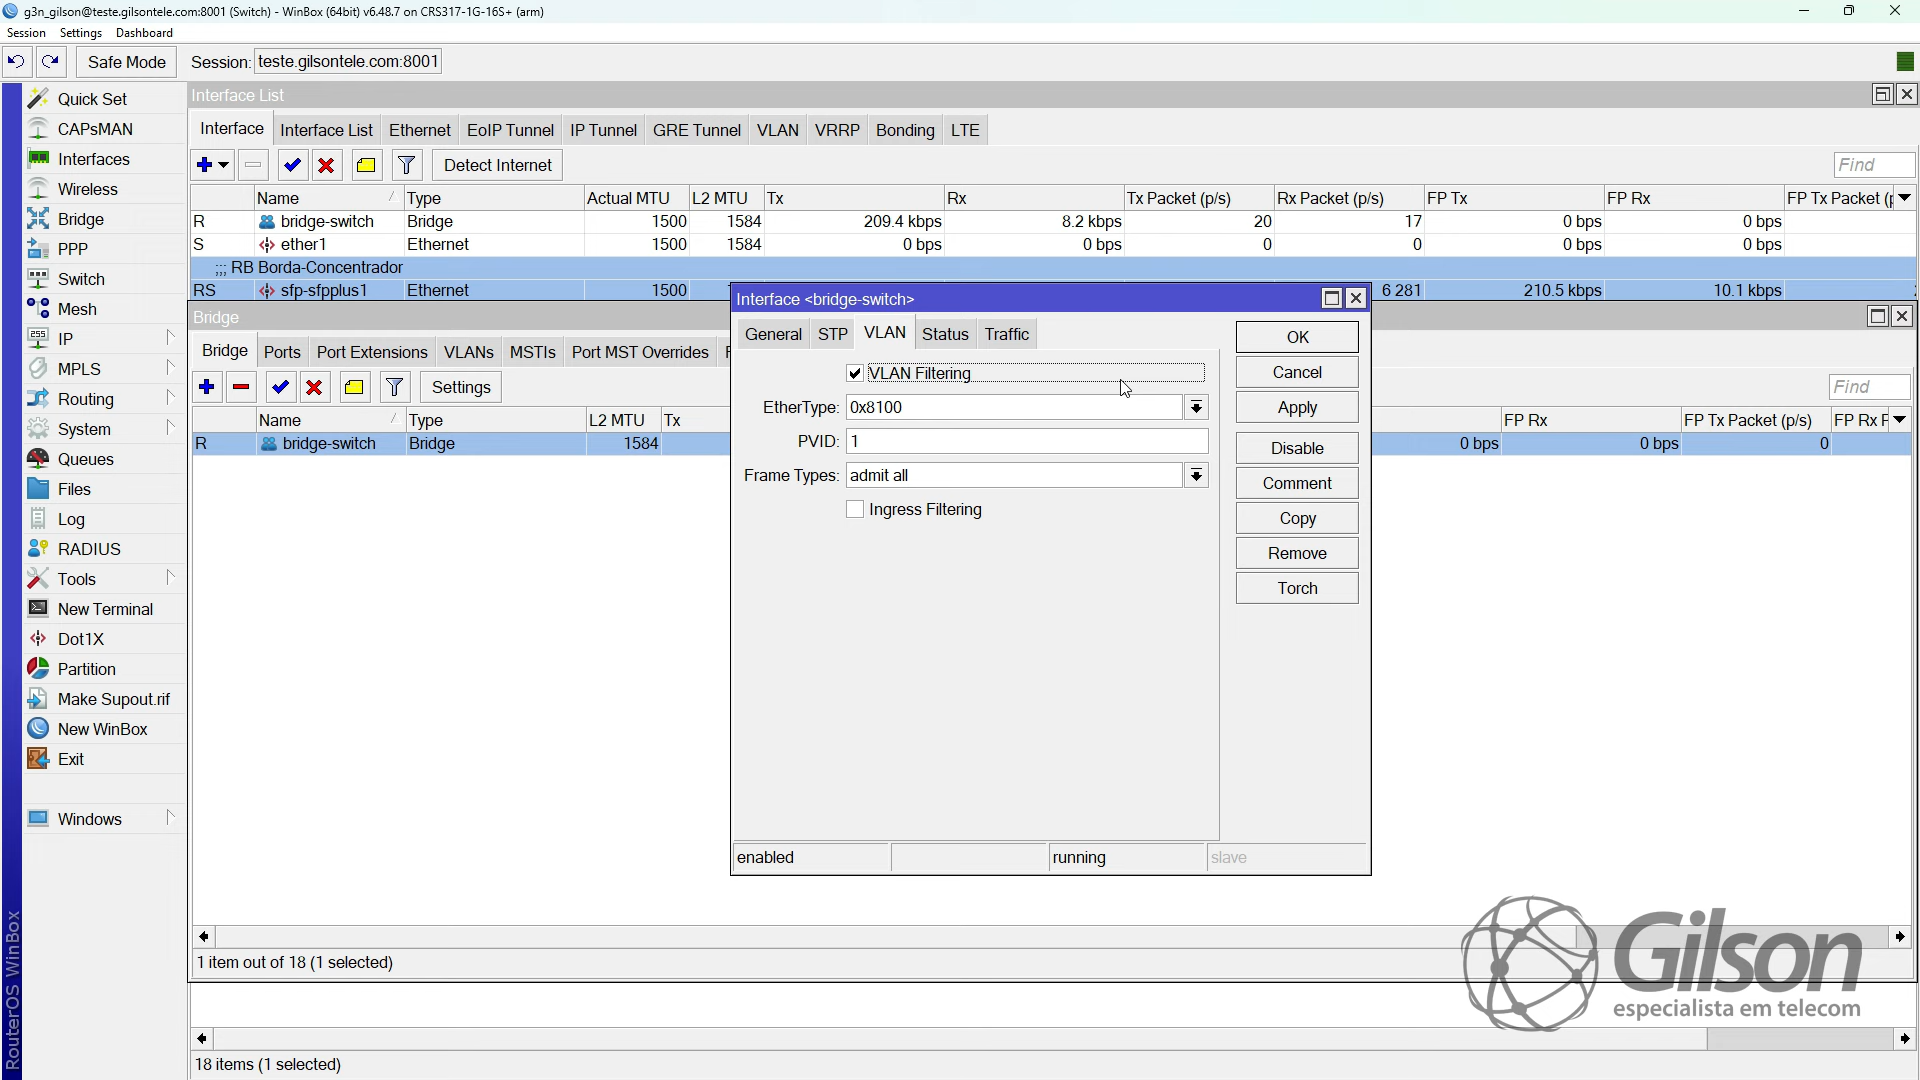 g3n_gilson@teste.gilsontele.com:8001 (Switch) - WinBox (64bit) v6.48.7 on CRS317-1G-16S+ (arm)
Session Settings Dashboard
Safe Mode Session: teste.gilsontele.com:8001
Quick Set
CAPsMAN
Interfaces
Wireless
Bridge
PPP
Switch
Mesh
IP
255
MPLS
Routing
System
Queues
Files
Log
RADIUS
Tools
New Terminal
Dot1X
Partition
Make Supout.rif
New WinBox
Exit
Windows
RouterOS WinBox
Interface List
Interface Interface List Ethernet EoIP Tunnel IP Tunnel GRE Tunnel VLAN VRRP Bonding LTE
Detect Internet Find
Name Type Actual MTU L2 MTU Tx Rx Tx Packet (p/s) Rx Packet (p/s) FP Tx FP Rx FP Tx Packet (
R bridge-switch Bridge 1500 1584 209.4 kbps 8.2 kbps 20 17 0 bps 0 bps
S ether1 Ethernet 1500 1584 0 bps 0 bps 0 0 0 bps 0 bps
;;; RB Borda-Concentrador
RS sfp-sfpplus1 Ethernet 1500 6 281 210.5 kbps 10.1 kbps
Bridge
Bridge Ports Port Extensions VLANs MSTIs Port MST Overrides
Settings Find
Name Type L2 MTU Tx FP Rx FP Tx Packet (p/s) FP Rx
R bridge-switch Bridge 1584 0 bps 0 bps 0
1 item out of 18 (1 selected)
18 items (1 selected)
Interface <bridge-switch>
General STP VLAN Status Traffic
VLAN Filtering
EtherType: 0x8100
PVID: 1
Frame Types: admit all
Ingress Filtering
OK
Cancel
Apply
Disable
Comment
Copy
Remove
Torch
enabled running slave
Gilson
especialista em telecom